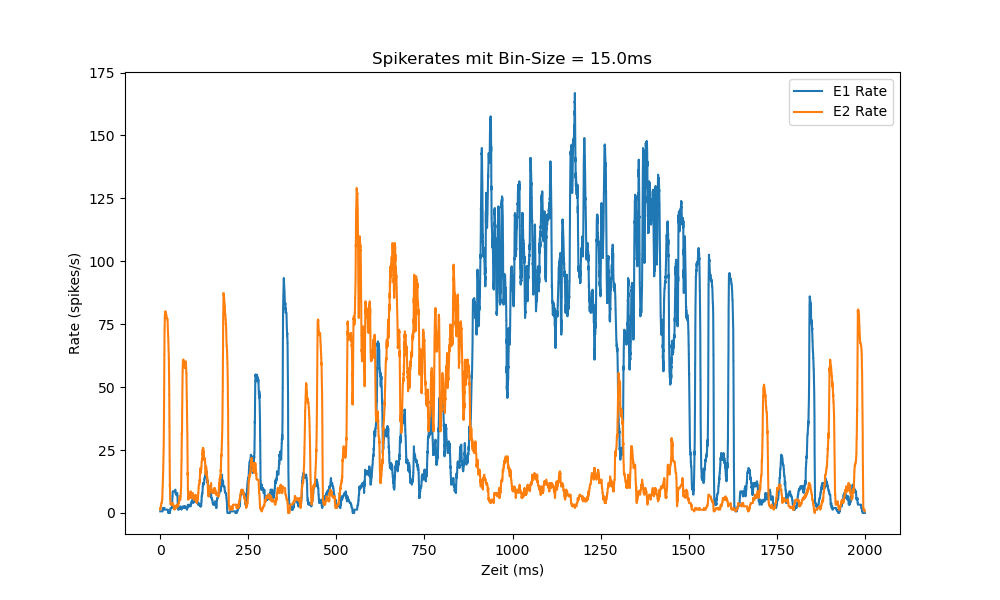 Spikerates mit Bin-Size = 15.0ms
E1 Rate
E2 Rate
175
150
125
100
75
50
25
0
Rate (spikes/s)
0 250 500 750 1000 1250 1500 1750 2000
Zeit (ms)